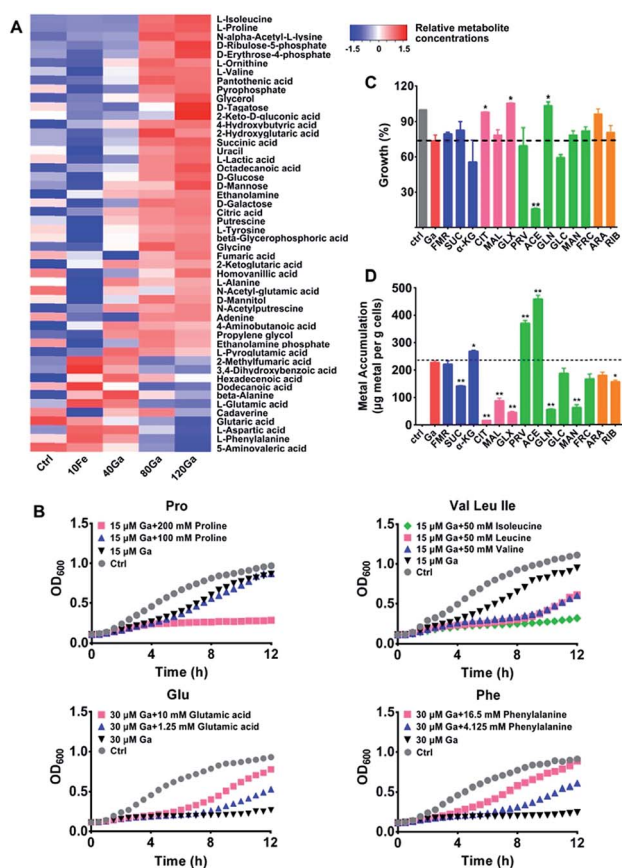 A
L-Isoleucine
L-Proline
N-alpha-Acetyl-L-lysine
D-Ribulose-5-phosphate
D-Erythrose-4-phosphate
L-Ornithine
L-Valine
Pantothenic acid
Pyrophosphate
Glycerol
D-Tagatose
2-Keto-D-gluconic acid
4-Hydroxybutyric acid
2-Hydroxyglutaric acid
Succinic acid
Uracil
L-Lactic acid
Octadecanoic acid
D-Glucose
D-Mannose
Ethanolamine
D-Galactose
Citric acid
Putrescine
L-Tyrosine
beta-Glycerophosphoric acid
Glycine
Fumaric acid
2-Ketoglutaric acid
Homovanillic acid
L-Alanine
N-Acetyl-glutamic acid
D-Mannitol
N-Acetylputrescine
Adenine
4-Aminobutanoic acid
Propylene glycol
Ethanolamine phosphate
L-Pyroglutamic acid
2-Methylfumaric acid
3,4-Dihydroxybenzoic acid
Hexadecenoic acid
Dodecanoic acid
beta-Alanine
L-Glutamic acid
Cadaverine
Glutaric acid
L-Aspartic acid
L-Phenylalanine
5-Aminovaleric acid
Ctrl 10Fe 40Ga 80Ga 120Ga
Relative metabolite
concentrations
-1.5 1.5
C
Growth (%)
120
90
60
30
* * * **
ctrl Ga FMR SUC α-KG CIT MAL GLX PRV ACE GLN GLC MAN FRC ARA RIB
D
Metal Accumulation
(μg metal per g cells)
500
400
300
200
100
0
** * ** ** ** ** ** ** ** *
ctrl Ga FMR SUC α-KG CIT MAL GLX PRV ACE GLN GLC MAN FRC ARA RIB
B
Pro
15 μM Ga+200 mM Proline
15 μM Ga+100 mM Proline
15 μM Ga
Ctrl
OD600
1.5
1.0
0.5
0.0
0 4 8 12
Time (h)
Val Leu Ile
15 μM Ga+50 mM Isoleucine
15 μM Ga+50 mM Leucine
15 μM Ga+50 mM Valine
15 μM Ga
Ctrl
OD600
1.5
1.0
0.5
0.0
0 4 8 12
Time (h)
Glu
30 μM Ga+10 mM Glutamic acid
30 μM Ga+1.25 mM Glutamic acid
30 μM Ga
Ctrl
OD600
1.5
1.0
0.5
0.0
0 4 8 12
Time (h)
Phe
30 μM Ga+16.5 mM Phenylalanine
30 μM Ga+4.125 mM Phenylalanine
30 μM Ga
Ctrl
OD600
1.5
1.0
0.5
0.0
0 4 8 12
Time (h)